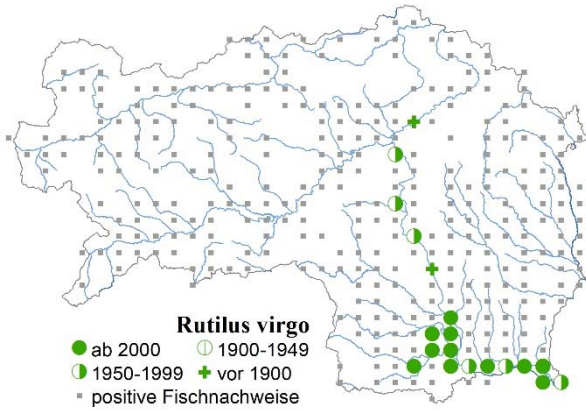 Rutilus virgo
ab 2000 1900-1949
1950-1999 vor 1900
positive Fischnachweise